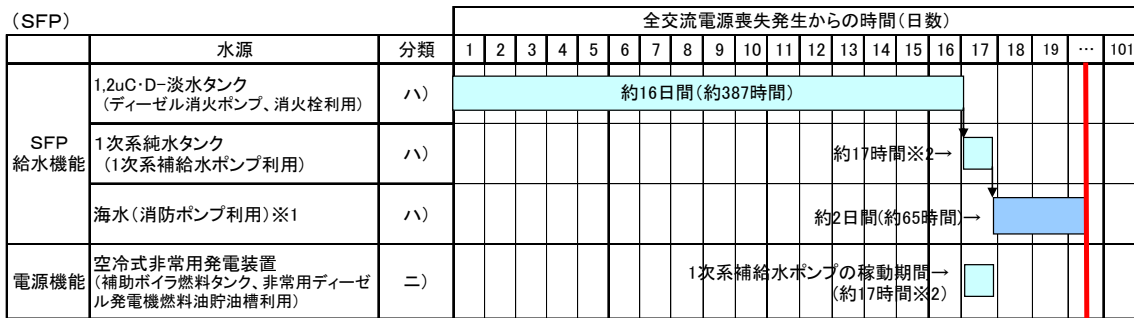 (SFP)
全交流電源喪失発生からの時間(日数)
水源 分類 1 2 3 4 5 6 7 8 9 10 11 12 13 14 15 16 17 18 19 … 101
SFP
給水機能
1,2uC・D-淡水タンク
(ディーゼル消火ポンプ、消火栓利用)
ハ)
約16日間(約387時間)
1次系純水タンク
(1次系補給水ポンプ利用)
ハ)
約17時間※2→
海水(消防ポンプ利用)※1
ハ)
約2日間(約65時間)→
電源機能
空冷式非常用発電装置
(補助ボイラ燃料タンク、非常用ディーゼ
ル発電機燃料油貯油槽利用)
ニ)
1次系補給水ポンプの稼動期間→
(約17時間※2)